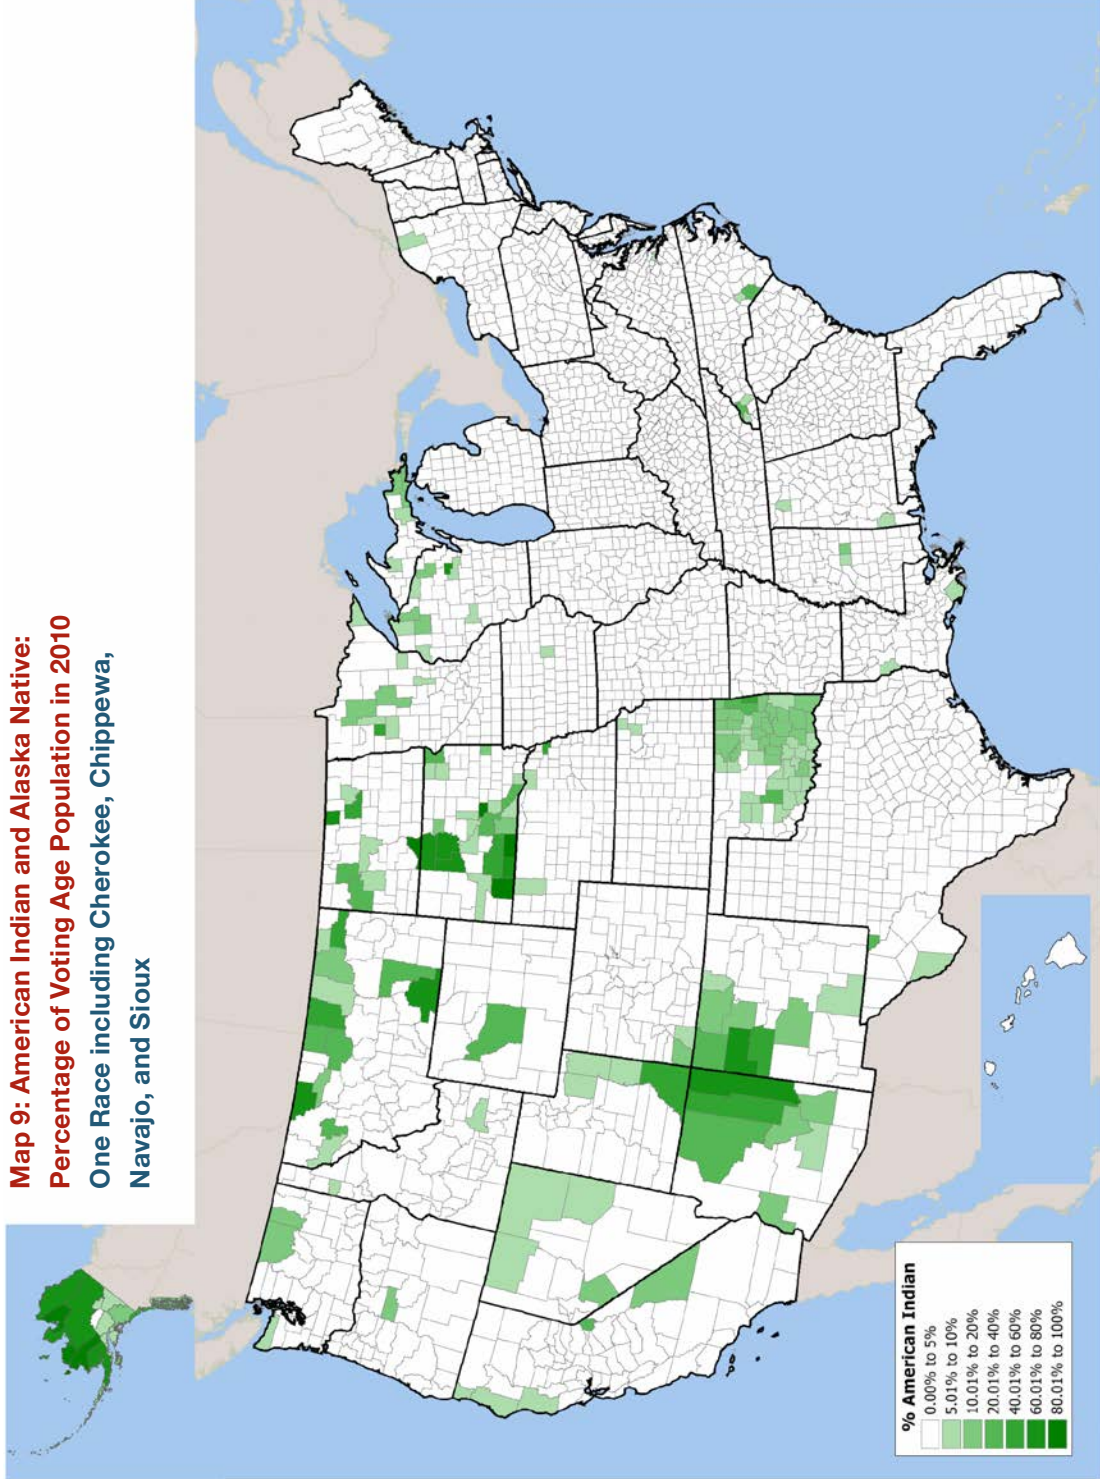 Map 9: American Indian and Alaska Native:
Percentage of Voting Age Population in 2010
One Race including Cherokee, Chippewa,
Navajo, and Sioux
% American Indian
0.00% to 5%
5.01% to 10%
10.01% to 20%
20.01% to 40%
40.01% to 60%
60.01% to 80%
80.01% to 100%